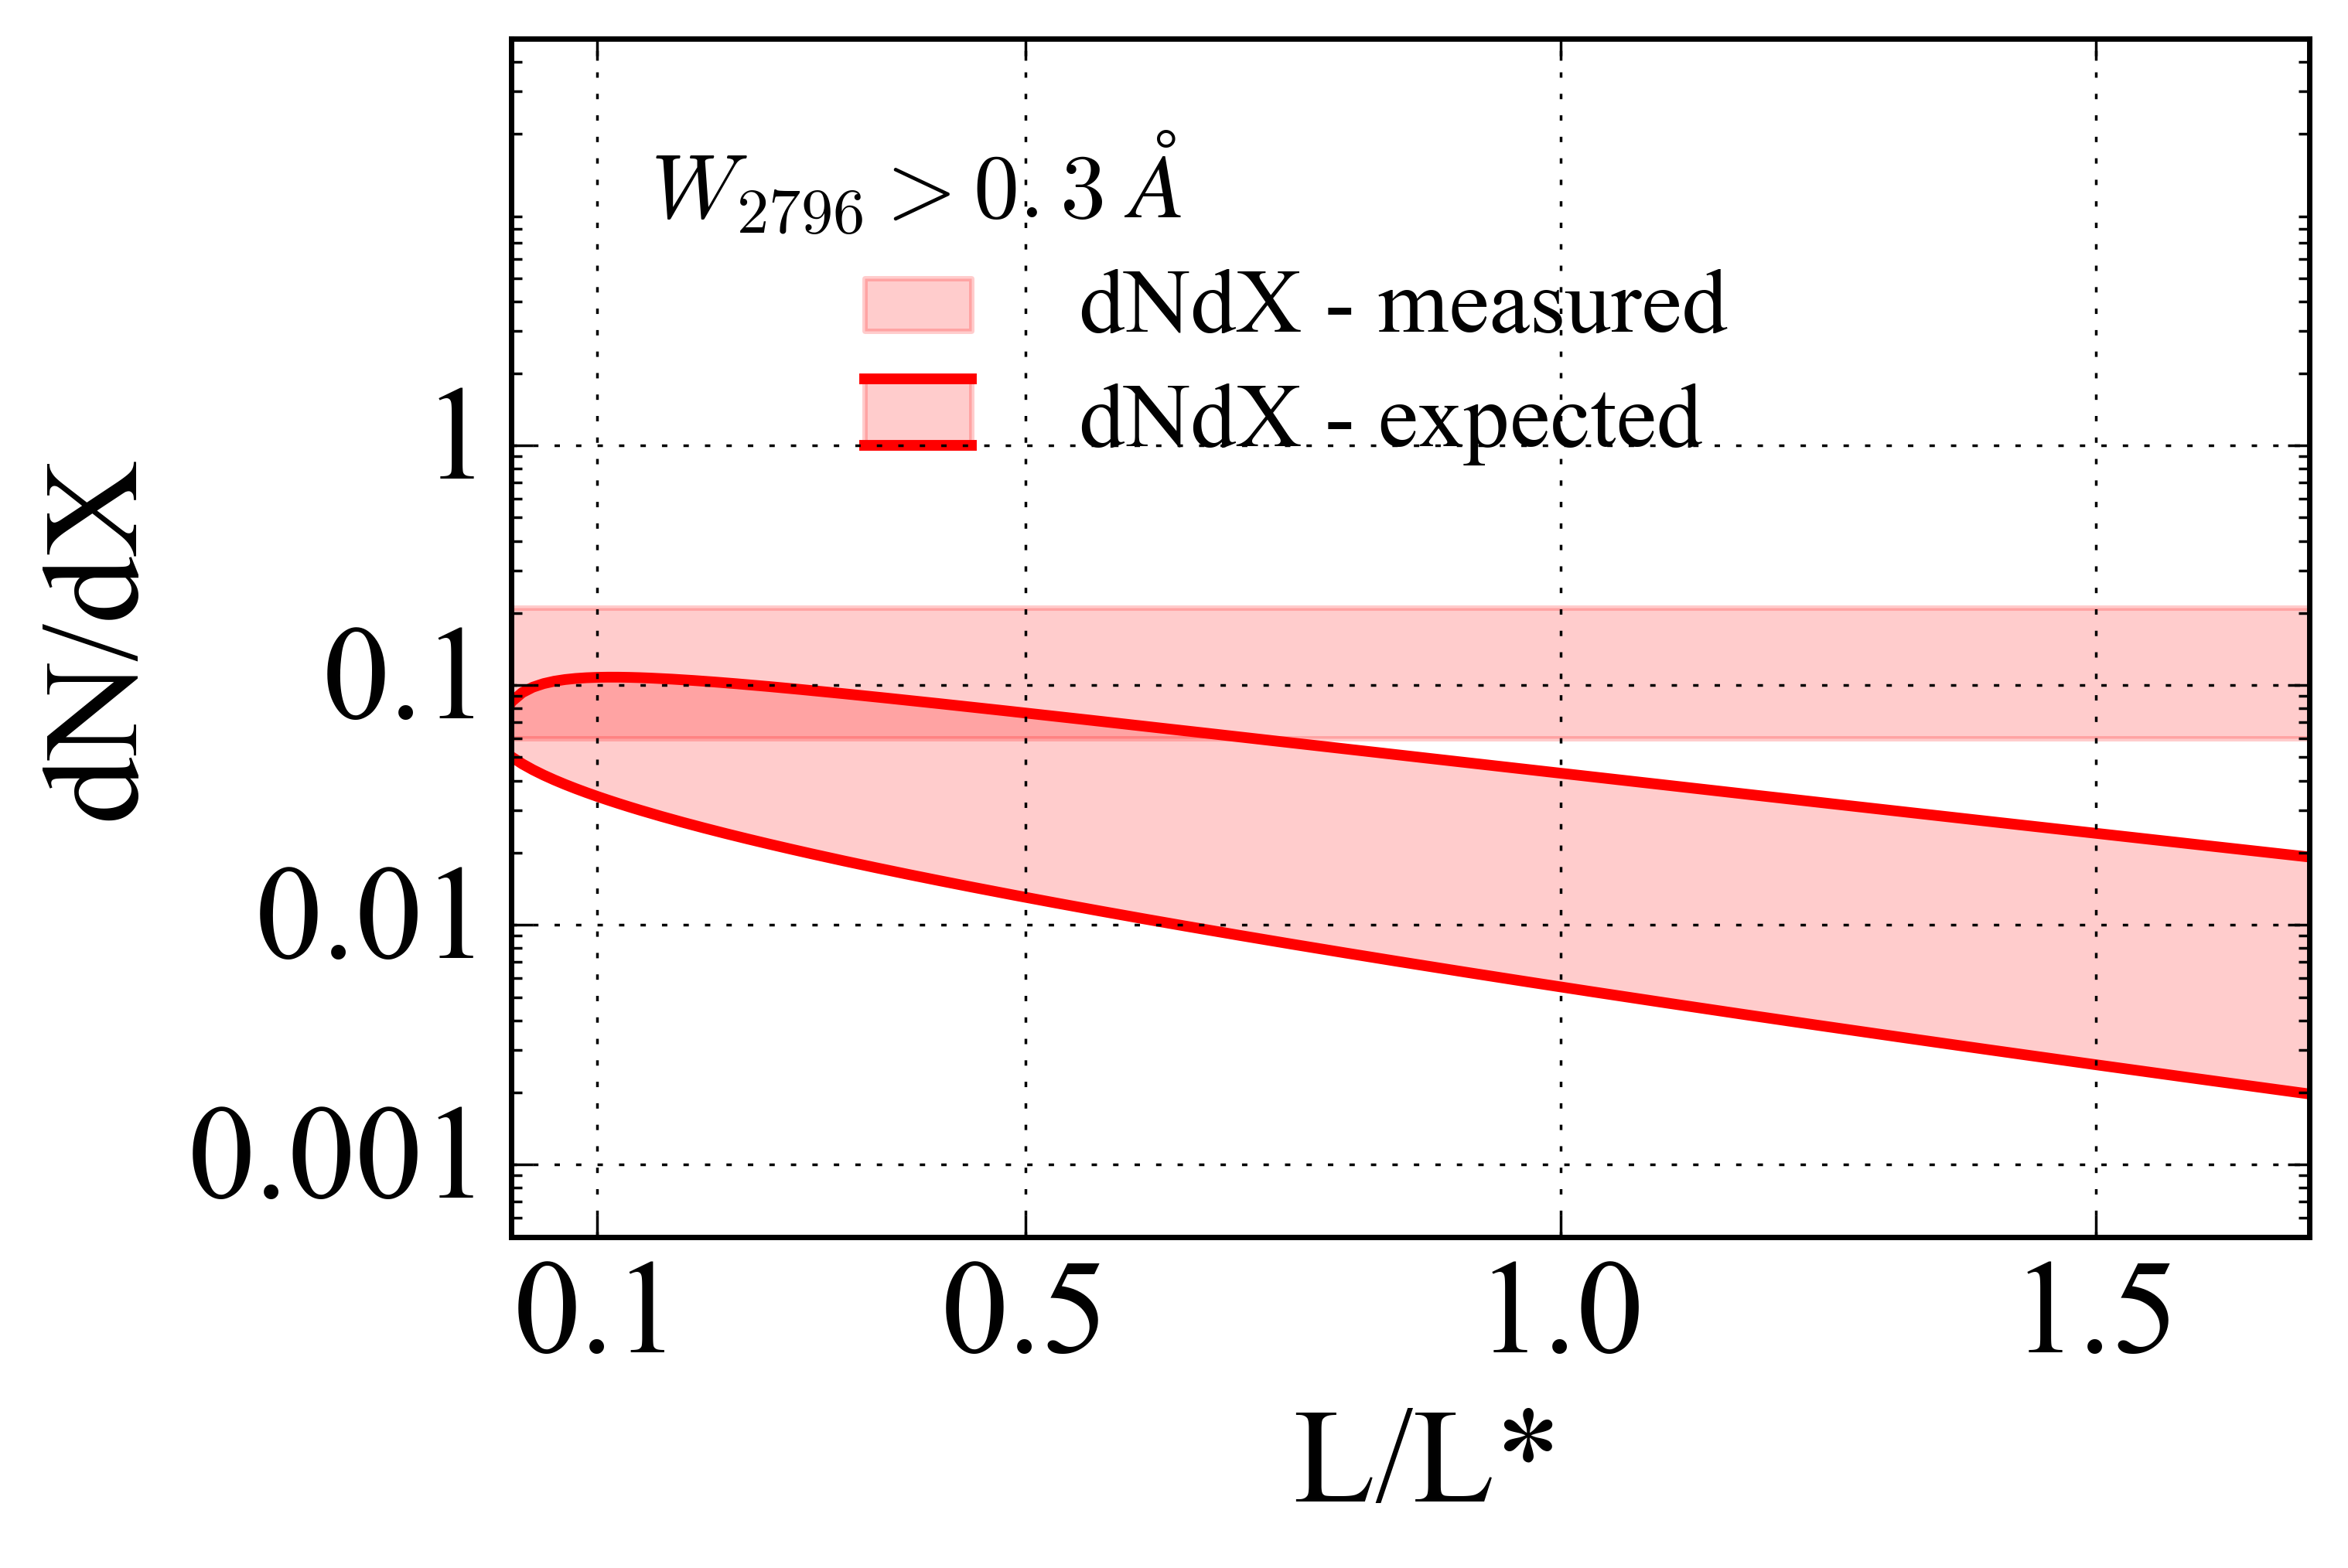 W2796 > 0.3 Å
dNdX - measured
dNdX - expected
dN/dX
1
0.1
0.01
0.001
0.1 0.5 1.0 1.5
L/L*